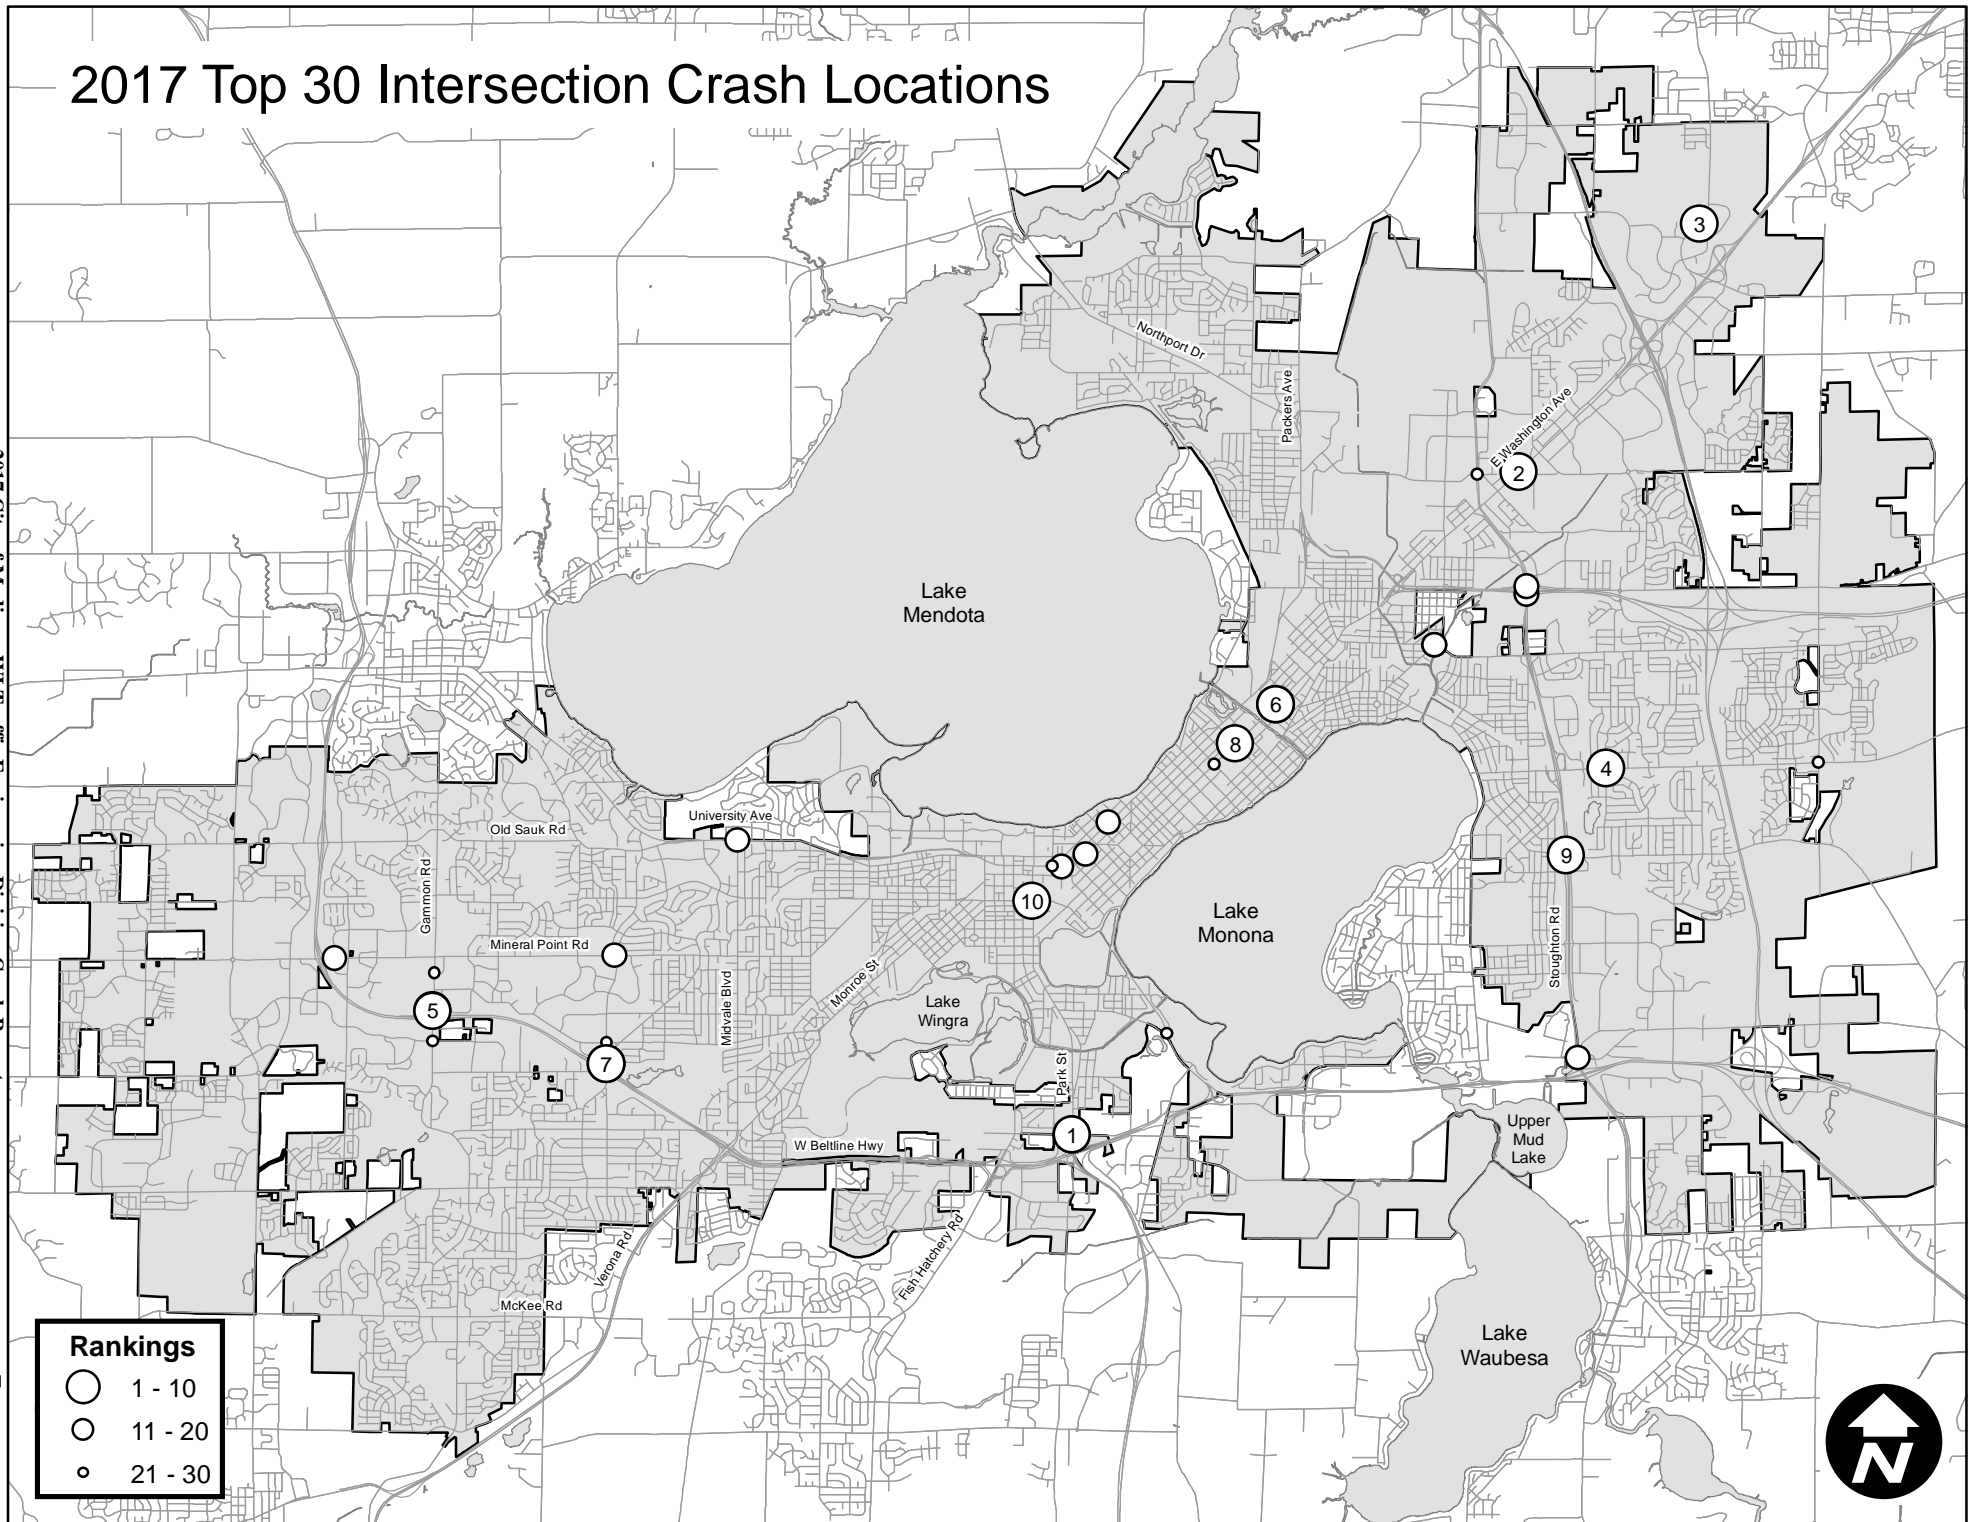 2017 Top 30 Intersection Crash Locations
3
Northport Dr
Packers Ave
E Washington Ave
2
Lake
Mendota
6
8
4
University Ave
Old Sauk Rd
Gammon Rd
9
10
Lake
Monona
Stoughton Rd
Mineral Point Rd
Midvale Blvd
Monroe St
Lake
Wingra
5
7
Park St
1
Upper
Mud
Lake
W Beltline Hwy
Fish Hatchery Rd
Verona Rd
McKee Rd
Lake
Waubesa
Rankings
1 - 10
11 - 20
21 - 30
N